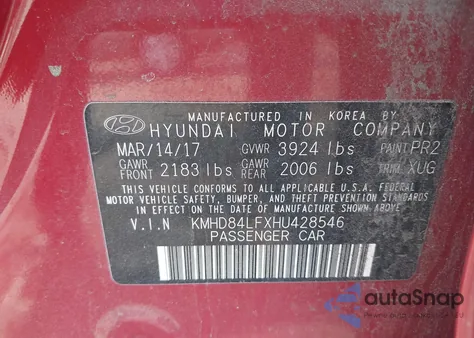 MANUFACTURED IN KOREA BY
HYUNDAI MOTOR COMPANY
MAR/14/17 GVWR 3924 lbs PAINT PR2
GAWR FRONT 2183 lbs GAWR REAR 2006 lbs TRIM XUG
THIS VEHICLE CONFORMS TO ALL APPLICABLE U.S.A. FEDERAL
MOTOR VEHICLE SAFETY, BUMPER, AND THEFT PREVENTION STANDARDS
IN EFFECT ON THE DATE OF MANUFACTURE SHOWN ABOVE.
V.I.N KMHD84LFXHU428546
PASSENGER CAR
autaSnap